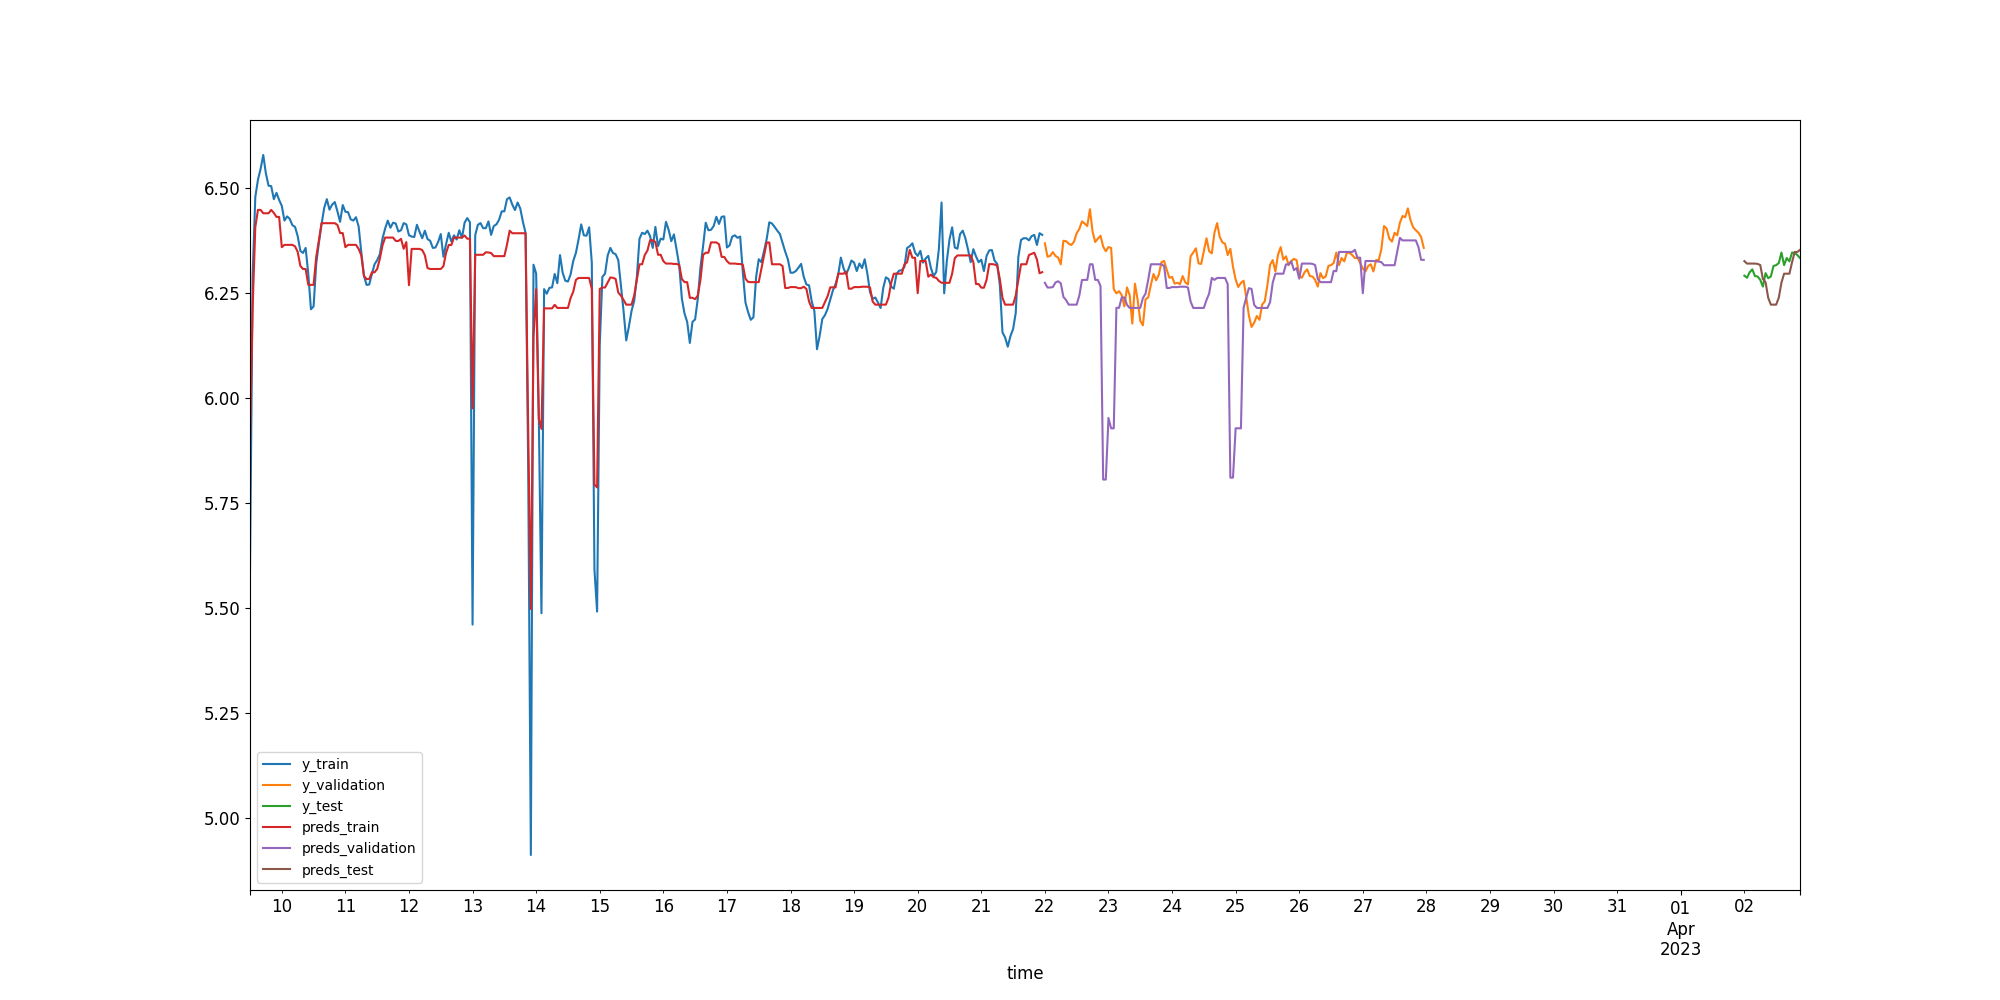 6.50
6.25
6.00
5.75
5.50
5.25
5.00
y_train
y_validation
y_test
preds_train
preds_validation
preds_test
10 11 12 13 14 15 16 17 18 19 20 21 22 23 24 25 26 27 28 29 30 31 01 02
Apr
2023
time